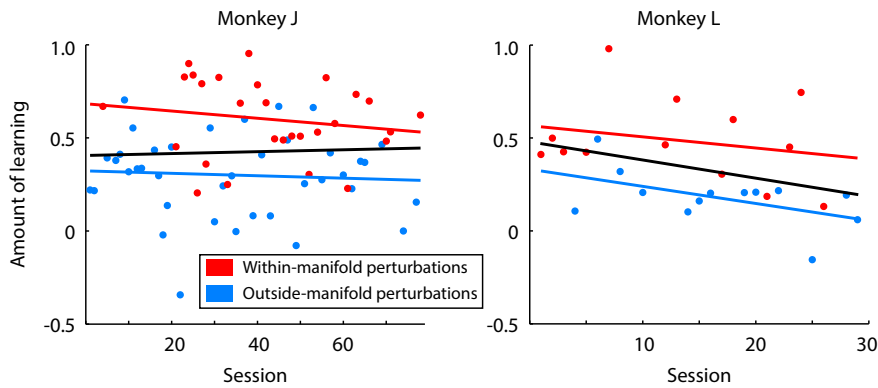 Monkey J
Monkey L
Amount of learning
1.0
0.5
0
-0.5
20
40
60
Session
Within-manifold perturbations
Outside-manifold perturbations
1.0
0.5
0
-0.5
10
20
30
Session